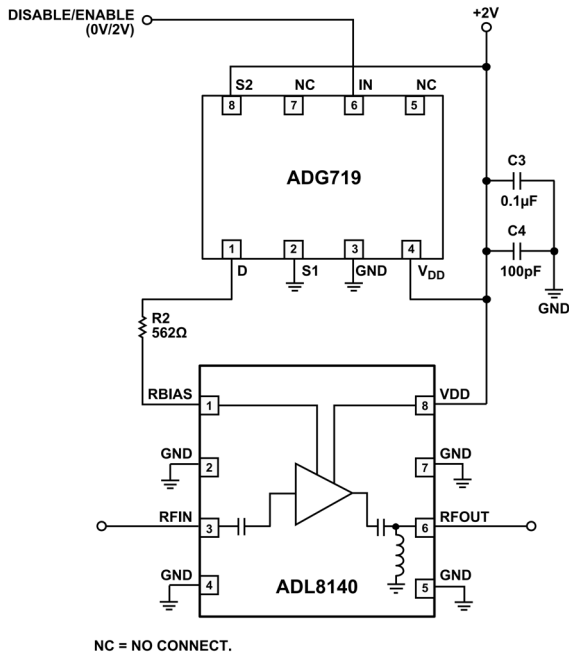 DISABLE/ENABLE
(0V/2V)
+2V
S2
NC
IN
NC
8
7
6
5
ADG719
C3
0.1µF
C4
100pF
GND
1
2
3
4
D
S1
GND
VDD
R2
562Ω
RBIAS
1
8
VDD
GND
2
7
GND
RFIN
3
6
RFOUT
GND
4
5
GND
ADL8140
NC = NO CONNECT.